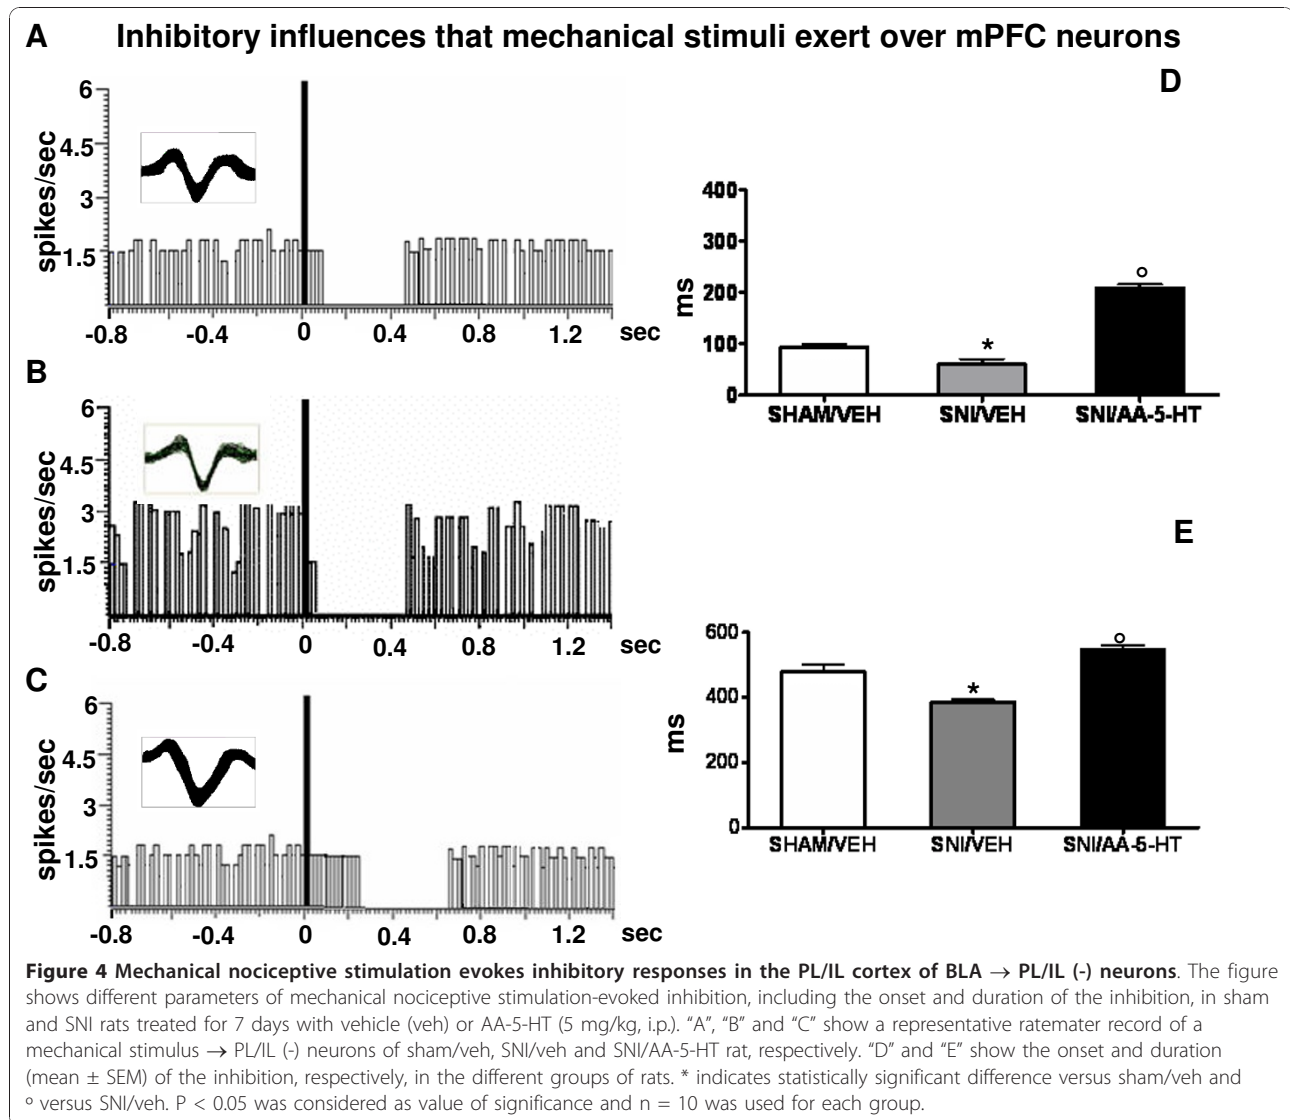 A Inhibitory influences that mechanical stimuli exert over mPFC neurons
6
4.5
3
1.5
spikes/sec
-0.8 -0.4 0 0.4 0.8 1.2 sec
B
6
4.5
3
1.5
spikes/sec
-0.8 -0.4 0 0.4 0.8 1.2 sec
C
6
4.5
3
1.5
spikes/sec
-0.8 -0.4 0 0.4 0.8 1.2 sec
D
400
300
200
100
0
ms
* °
SHAM/VEH SNI/VEH SNI/AA-5-HT
E
600
400
200
0
ms
* °
SHAM/VEH SNI/VEH SNI/AA-5-HT
Figure 4 Mechanical nociceptive stimulation evokes inhibitory responses in the PL/IL cortex of BLA → PL/IL (-) neurons. The figure
shows different parameters of mechanical nociceptive stimulation-evoked inhibition, including the onset and duration of the inhibition, in sham
and SNI rats treated for 7 days with vehicle (veh) or AA-5-HT (5 mg/kg, i.p.). “A”, “B” and “C” show a representative ratemater record of a
mechanical stimulus → PL/IL (-) neurons of sham/veh, SNI/veh and SNI/AA-5-HT rat, respectively. “D” and “E” show the onset and duration
(mean ± SEM) of the inhibition, respectively, in the different groups of rats. * indicates statistically significant difference versus sham/veh and
º versus SNI/veh. P < 0.05 was considered as value of significance and n = 10 was used for each group.